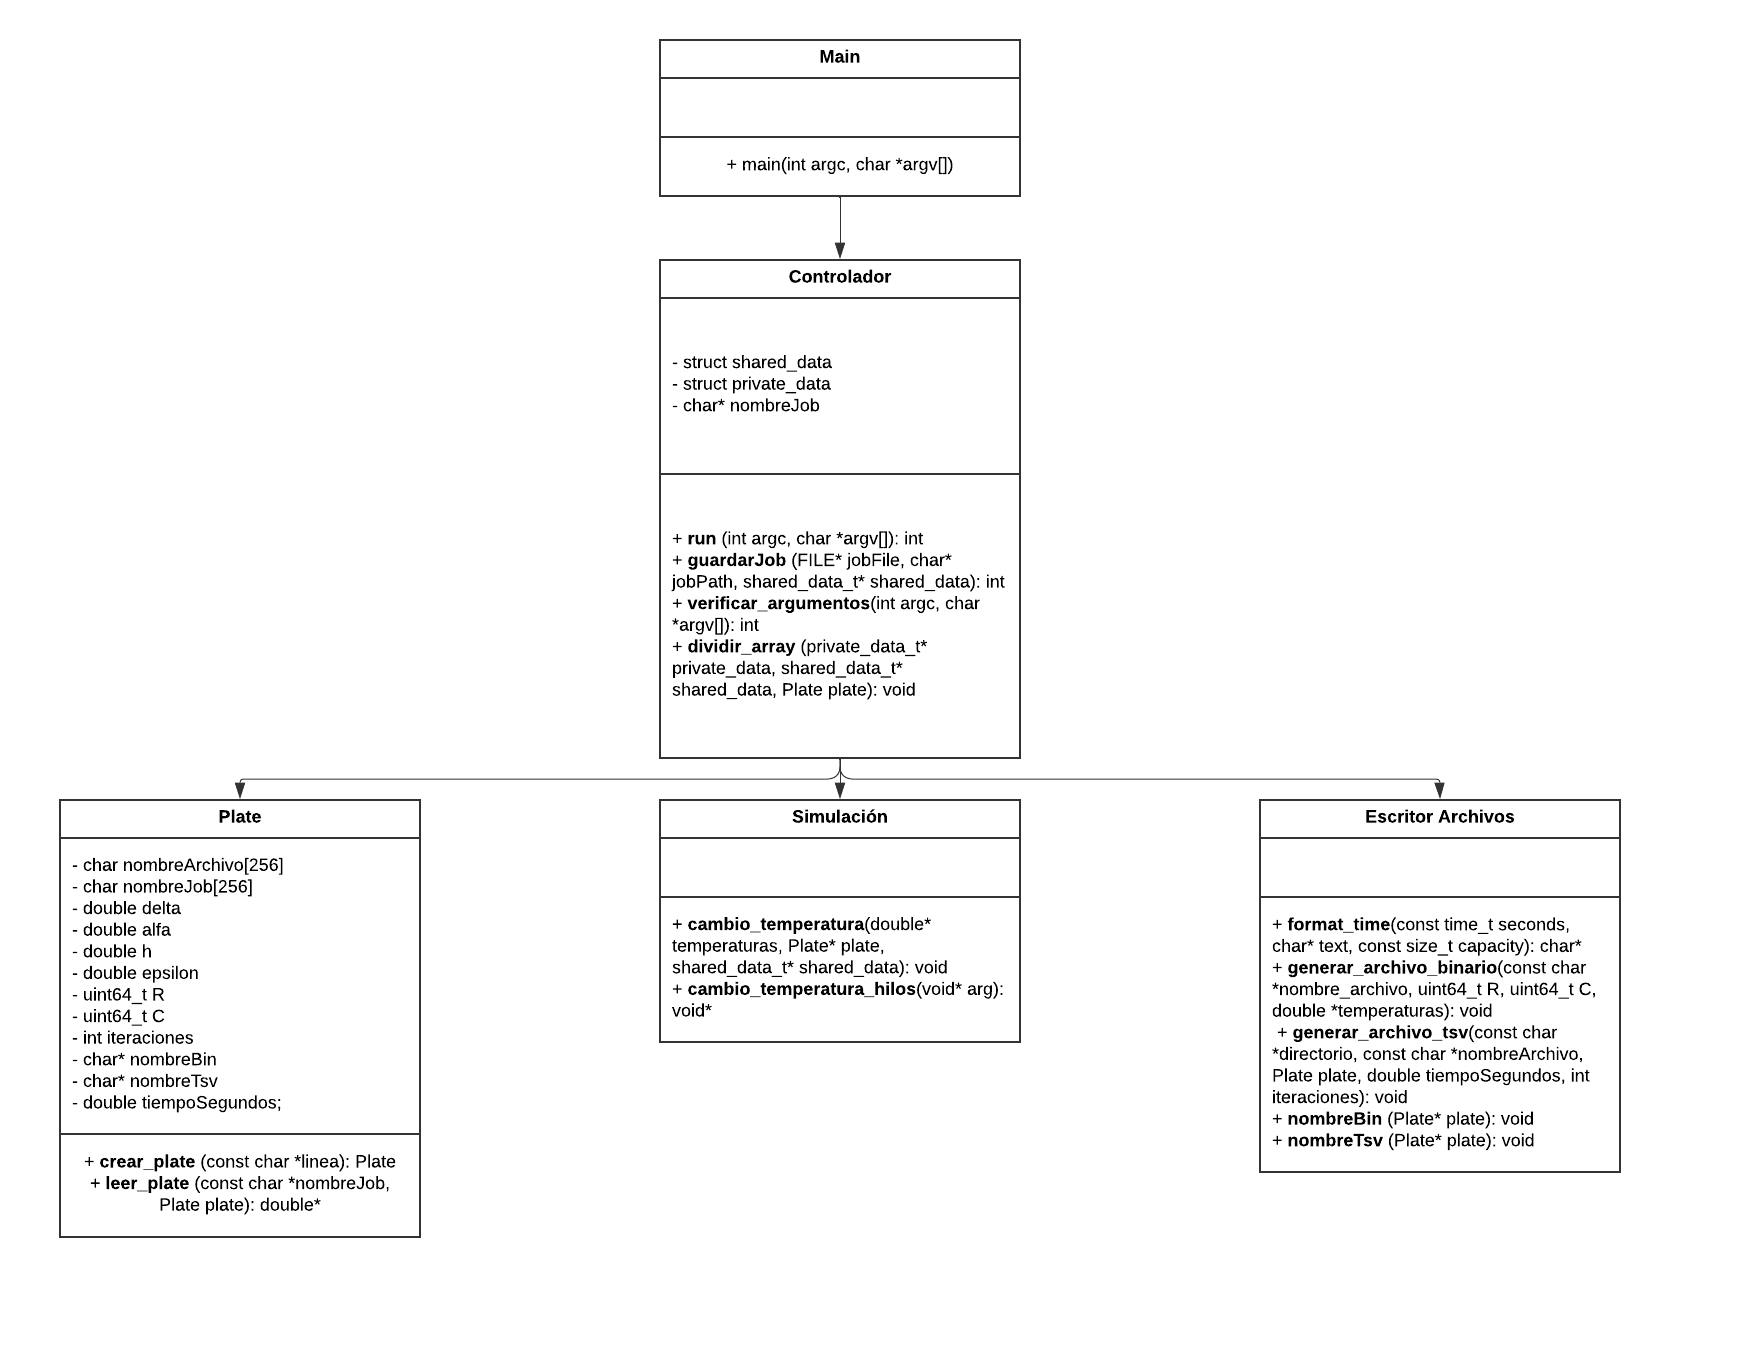 Main
+ main(int argc, char *argv[])
Controlador
- struct shared_data
- struct private_data
- char* nombreJob
+ run (int argc, char *argv[]): int
+ guardarJob (FILE* jobFile, char*
jobPath, shared_data_t* shared_data): int
+ verificar_argumentos(int argc, char
*argv[]): int
+ dividir_array (private_data_t*
private_data, shared_data_t*
shared_data, Plate plate): void
Plate
- char nombreArchivo[256]
- char nombreJob[256]
- double delta
- double alfa
- double h
- double epsilon
- uint64_t R
- uint64_t C
- int iteraciones
- char* nombreBin
- char* nombreTsv
- double tiempoSegundos;
+ crear_plate (const char *linea): Plate
+ leer_plate (const char *nombreJob,
Plate plate): double*
Simulación
+ cambio_temperatura(double*
temperaturas, Plate* plate,
shared_data_t* shared_data): void
+ cambio_temperatura_hilos(void* arg):
void*
Escritor Archivos
+ format_time(const time_t seconds,
char* text, const size_t capacity): char*
+ generar_archivo_binario(const char
*nombre_archivo, uint64_t R, uint64_t C,
double *temperaturas): void
+ generar_archivo_tsv(const char
*directorio, const char *nombreArchivo,
Plate plate, double tiempoSegundos, int
iteraciones): void
+ nombreBin (Plate* plate): void
+ nombreTsv (Plate* plate): void